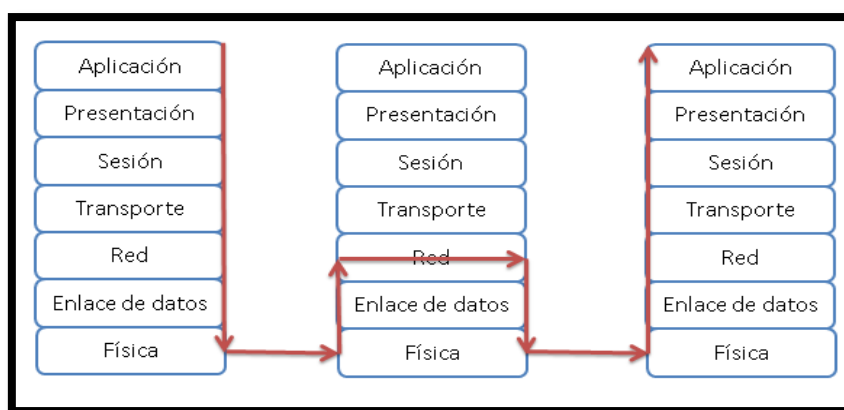 Aplicación
Presentación
Sesión
Transporte
Red
Enlace de datos
Física
Aplicación
Presentación
Sesión
Transporte
Red
Enlace de datos
Física
Aplicación
Presentación
Sesión
Transporte
Red
Enlace de datos
Física